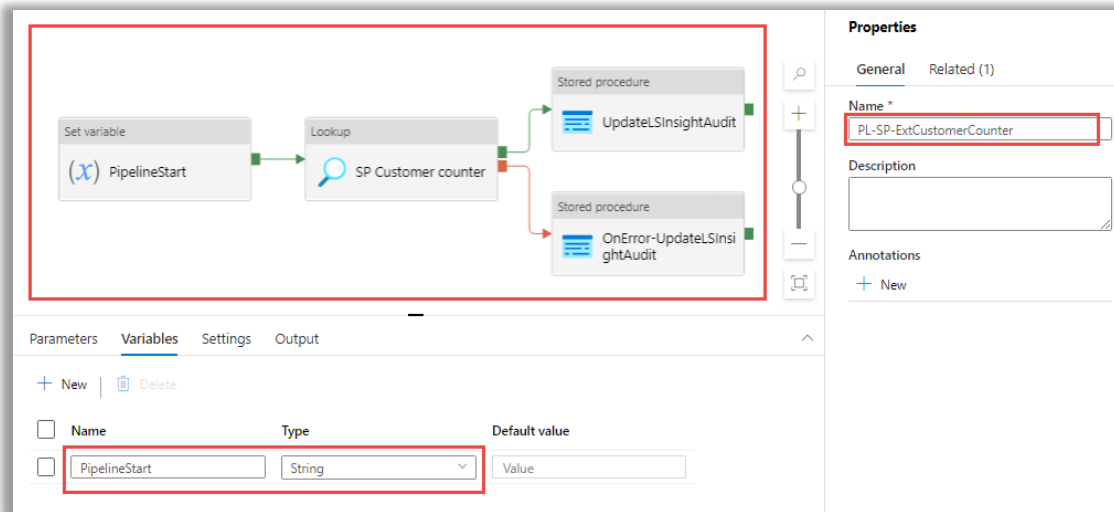 Set variable
(x) PipelineStart
Lookup
SP Customer counter
Stored procedure
UpdateLSInsightAudit
Stored procedure
OnError-UpdateLSInsi
ghtAudit
Parameters Variables Settings Output
New Delete
Name Type Default value
PipelineStart String Value
Properties
General Related (1)
Name *
PL-SP-ExtCustomerCounter
Description
Annotations
New